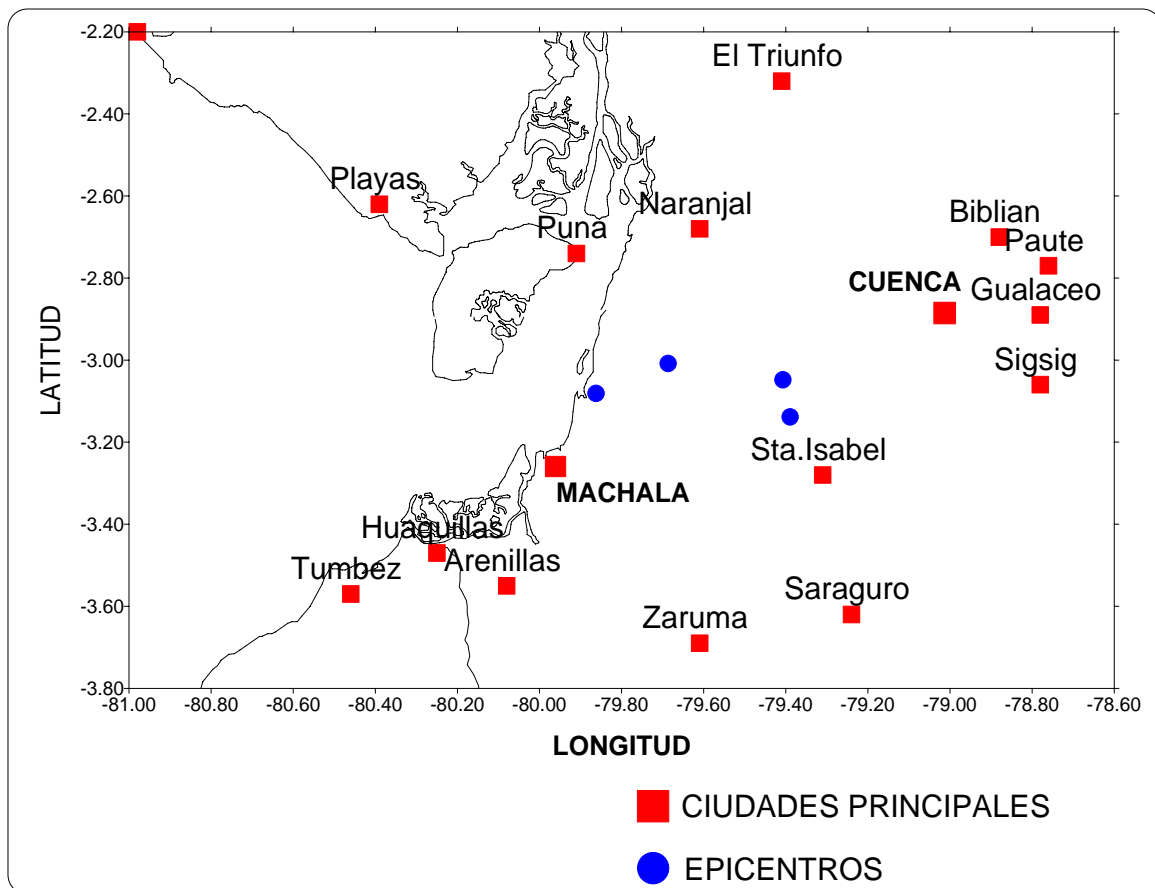 -2.20
-2.40
-2.60
-2.80
-3.00
-3.20
-3.40
-3.60
-3.80
LATITUD
El Triunfo
Playas
Naranjal
Puna
Biblian
Paute
CUENCA
Gualaceo
Sigsig
Sta.Isabel
MACHALA
Huaquillas
Arenillas
Tumbez
Saraguro
Zaruma
-81.00 -80.80 -80.60 -80.40 -80.20 -80.00 -79.80 -79.60 -79.40 -79.20 -79.00 -78.80 -78.60
LONGITUD
CIUDADES PRINCIPALES
EPICENTROS